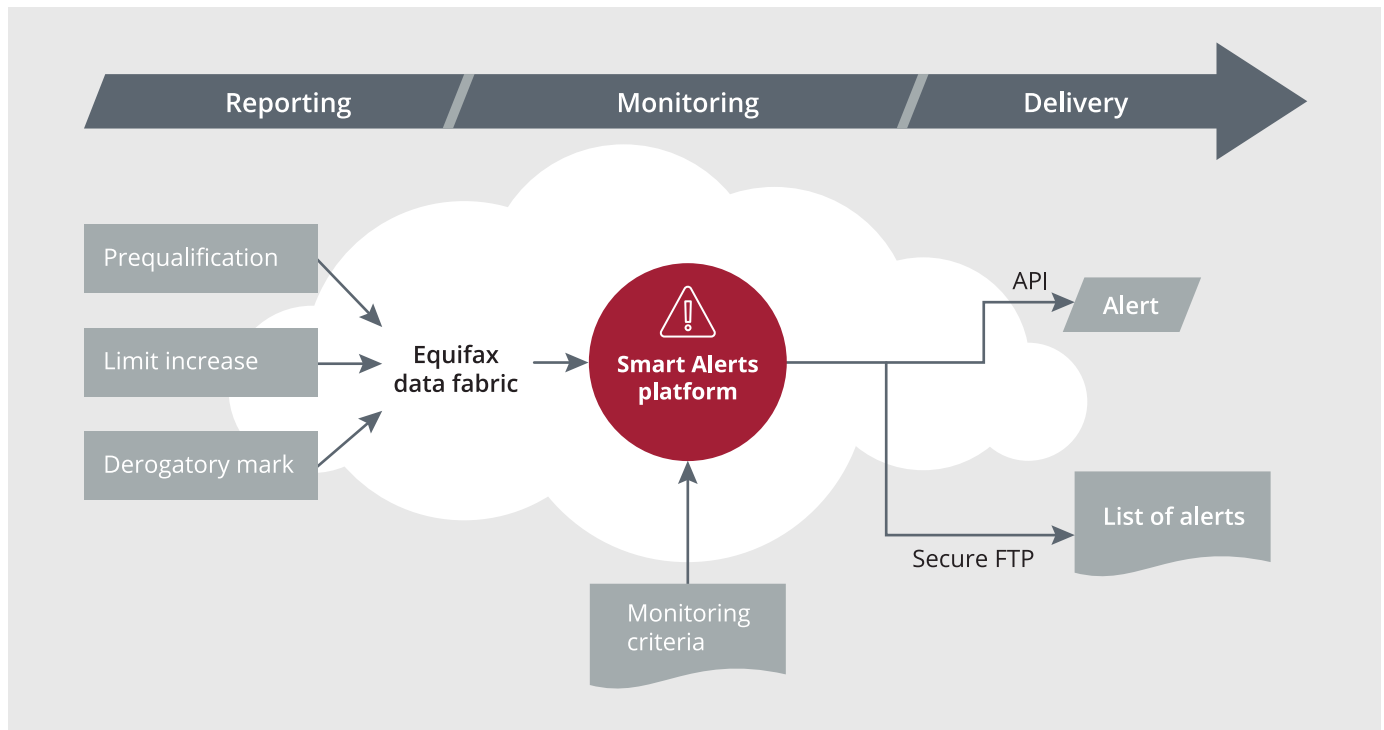 Reporting
Monitoring
Delivery
Prequalification
Limit increase
Derogatory mark
Equifax
data fabric
Smart Alerts
platform
Monitoring
criteria
API
Alert
Secure FTP
List of alerts